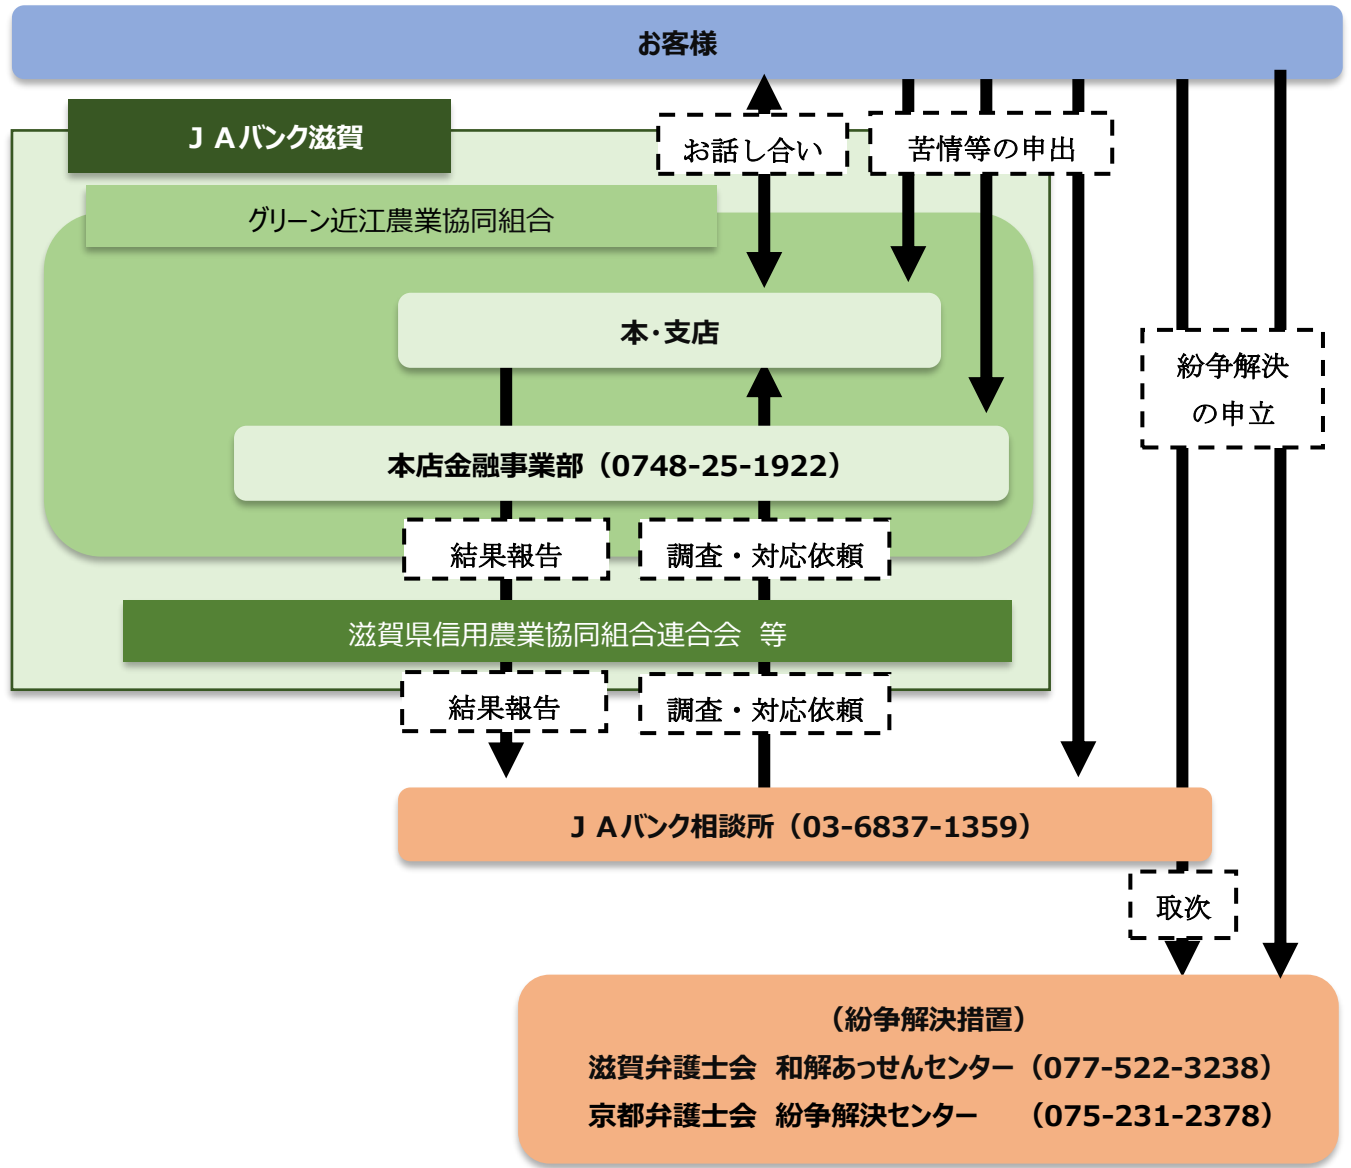 お客様
ＪＡバンク滋賀
お話し合い
苦情等の申出
グリーン近江農業協同組合
本・支店
紛争解決
の申立
本店金融事業部（0748-25-1922）
結果報告
調査・対応依頼
滋賀県信用農業協同組合連合会　等
結果報告
調査・対応依頼
ＪＡバンク相談所（03-6837-1359）
取次
（紛争解決措置）
滋賀弁護士会　和解あっせんセンター（077-522-3238）
京都弁護士会　紛争解決センター　　（075-231-2378）